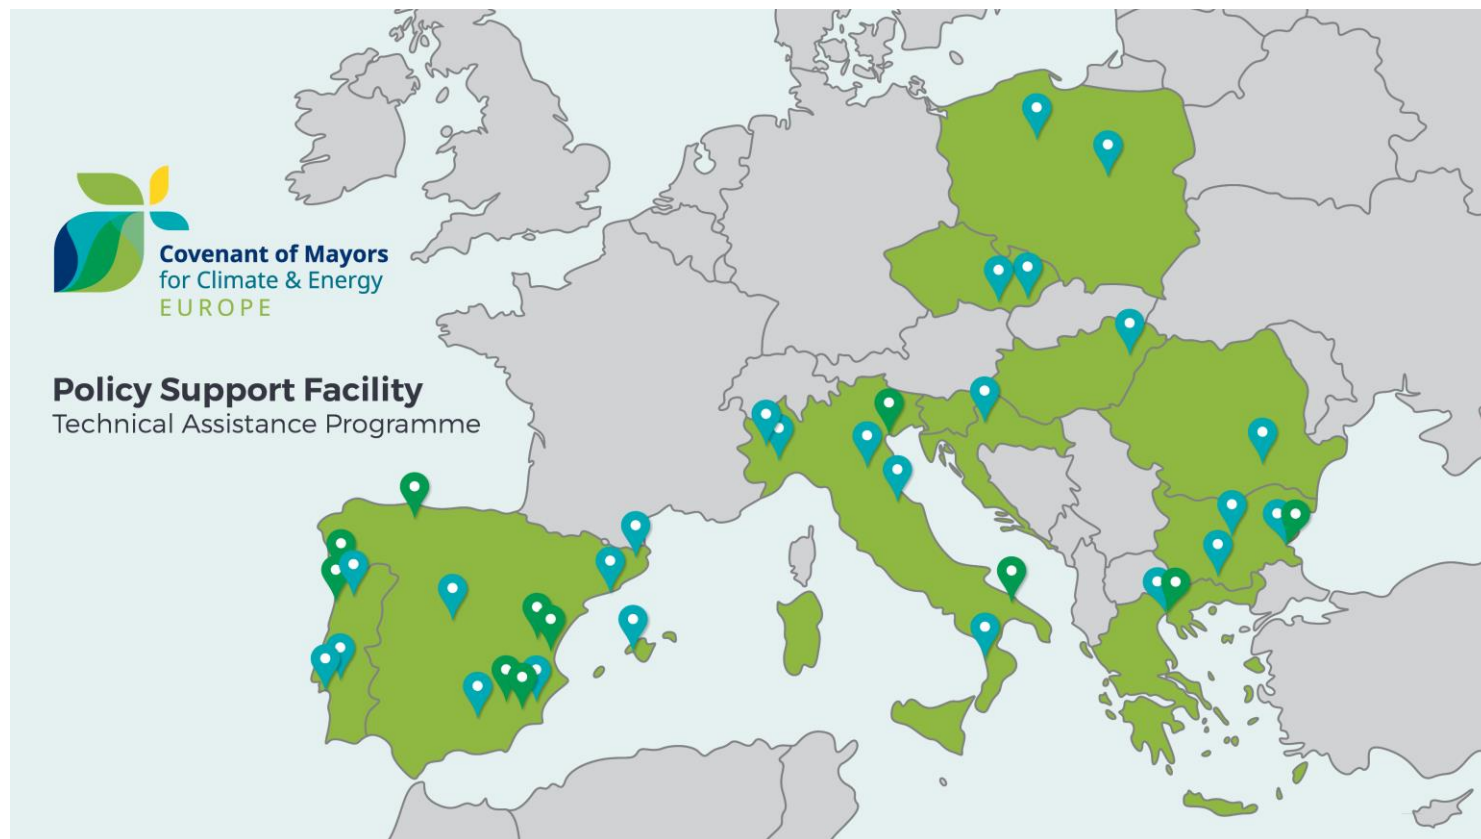 Covenant of Mayors
for Climate & Energy
EUROPE
Policy Support Facility
Technical Assistance Programme